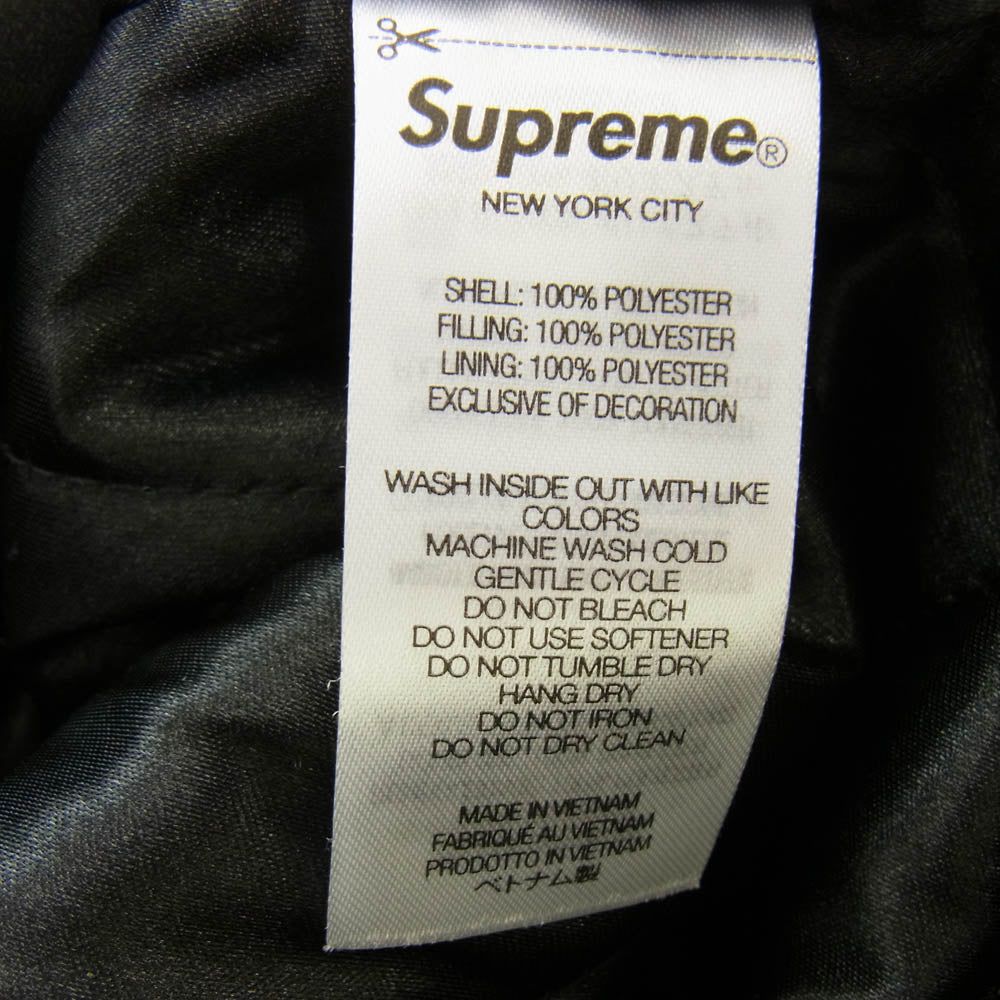 Supreme®
NEW YORK CITY
SHELL: 100% POLYESTER
FILLING: 100% POLYESTER
LINING: 100% POLYESTER
EXCLUSIVE OF DECORATION
WASH INSIDE OUT WITH LIKE
COLORS
MACHINE WASH COLD
GENTLE CYCLE
DO NOT BLEACH
DO NOT USE SOFTENER
DO NOT TUMBLE DRY
HANG DRY
DO NOT IRON
DO NOT DRY CLEAN
MADE IN VIETNAM
FABRIQUÉ AU VIETNAM
PRODOTTO IN VIETNAM
ベトナム製